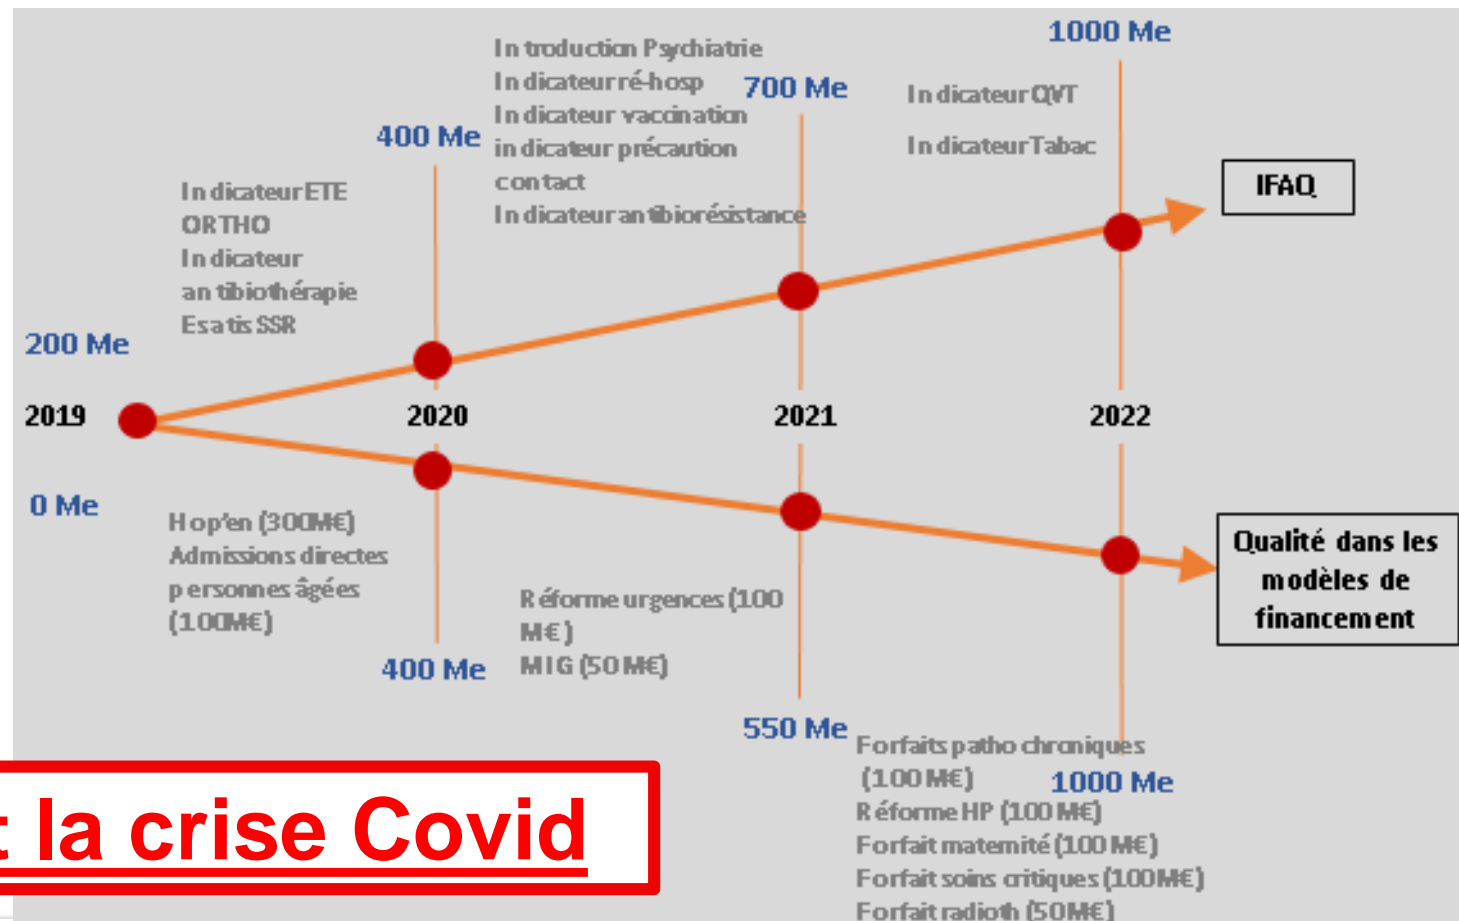 1000 Me
Introduction Psychiatrie
Indicateur ré-hosp
700 Me
Indicateur vaccination
indicateur précaution
contact
Indicateur antibiorésistance
Indicateur QVT
Indicateur Tabac
400 Me
Indicateur ETE
ORTHO
Indicateur
antibiothérapie
Esatis SSR
IFAQ
200 Me
2019
2020
2021
2022
0 Me
Hop'en (300M€)
Admissions directes
personnes âgées
(100M€)
400 Me
Réforme urgences (100
M€)
MIG (50 M€)
Qualité dans les
modèles de
financement
550 Me
Forfaits patho chroniques
(100 M€)
1000 Me
Réforme HP (100 M€)
Forfait maternité (100 M€)
Forfait soins critiques (100M€)
Forfait radioth (50M€)
la crise Covid